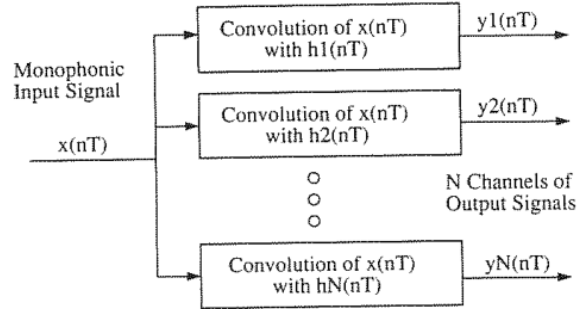 Convolution of x(nT)
with h1(nT)
y1(nT)
Monophonic
Input Signal
Convolution of x(nT)
with h2(nT)
y2(nT)
x(nT)
N Channels of
Output Signals
Convolution of x(nT)
with hN(nT)
yN(nT)